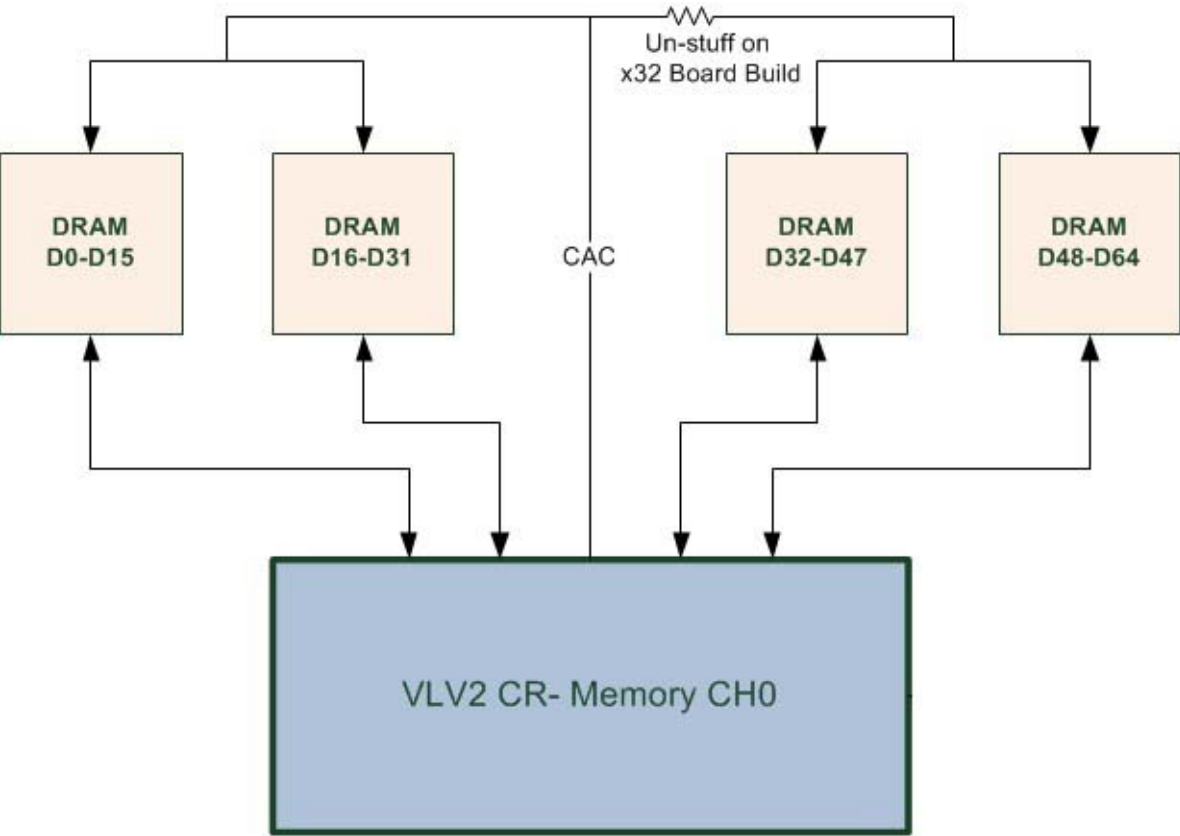 Un-stuff on
x32 Board Build
DRAM
D0-D15
DRAM
D16-D31
CAC
DRAM
D32-D47
DRAM
D48-D64
VLV2 CR- Memory CH0